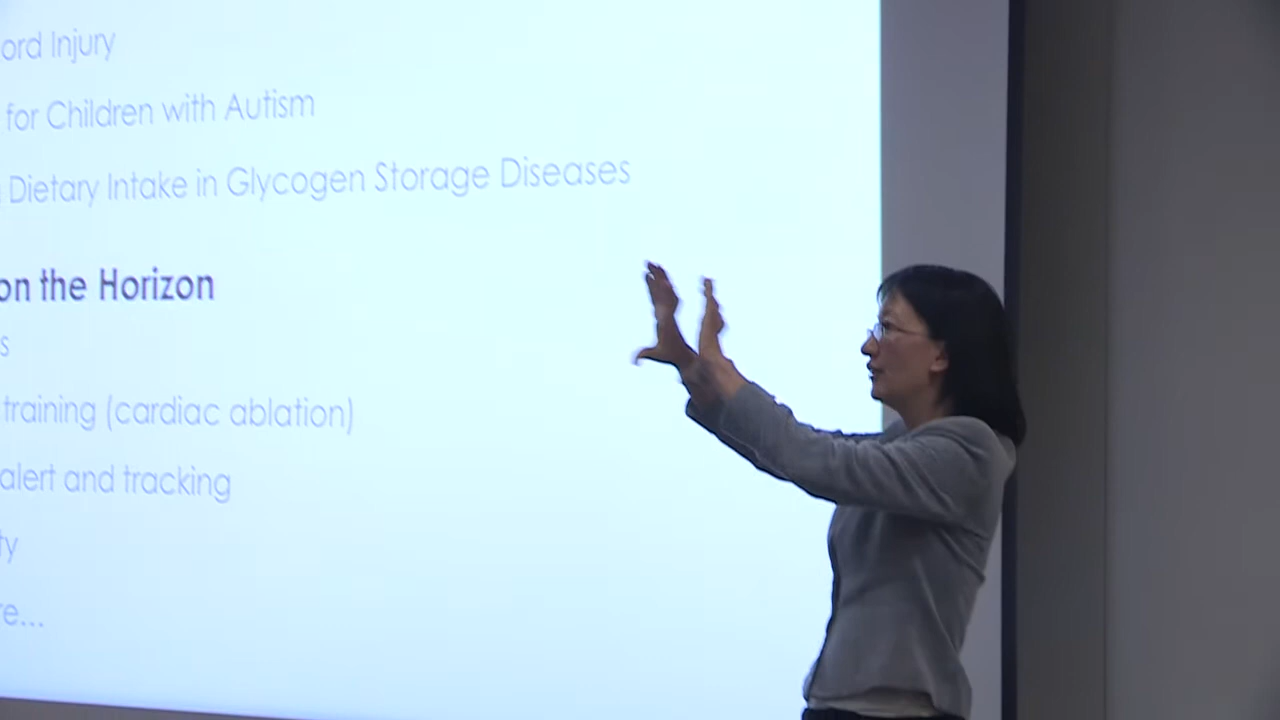 ord Injury
for Children with Autism
Dietary Intake in Glycogen Storage Diseases
on the Horizon
s
training (cardiac ablation)
alert and tracking
ty
re...